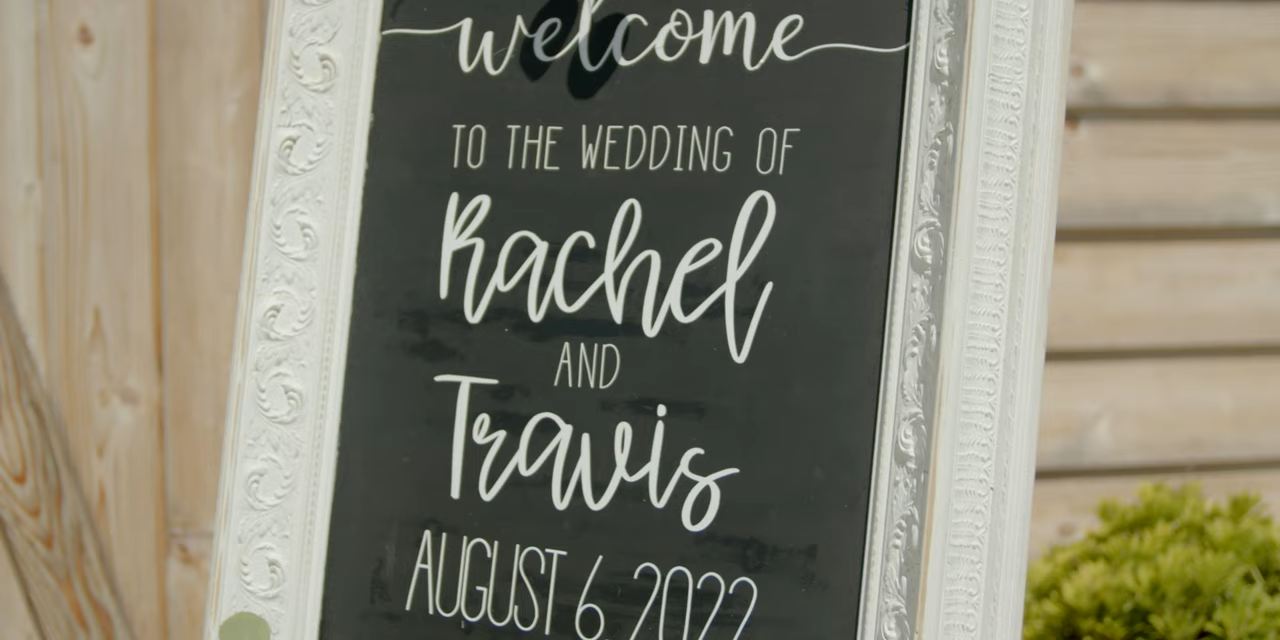 welcome
TO THE WEDDING OF
Rachel
AND
Travis
AUGUST 6, 2022